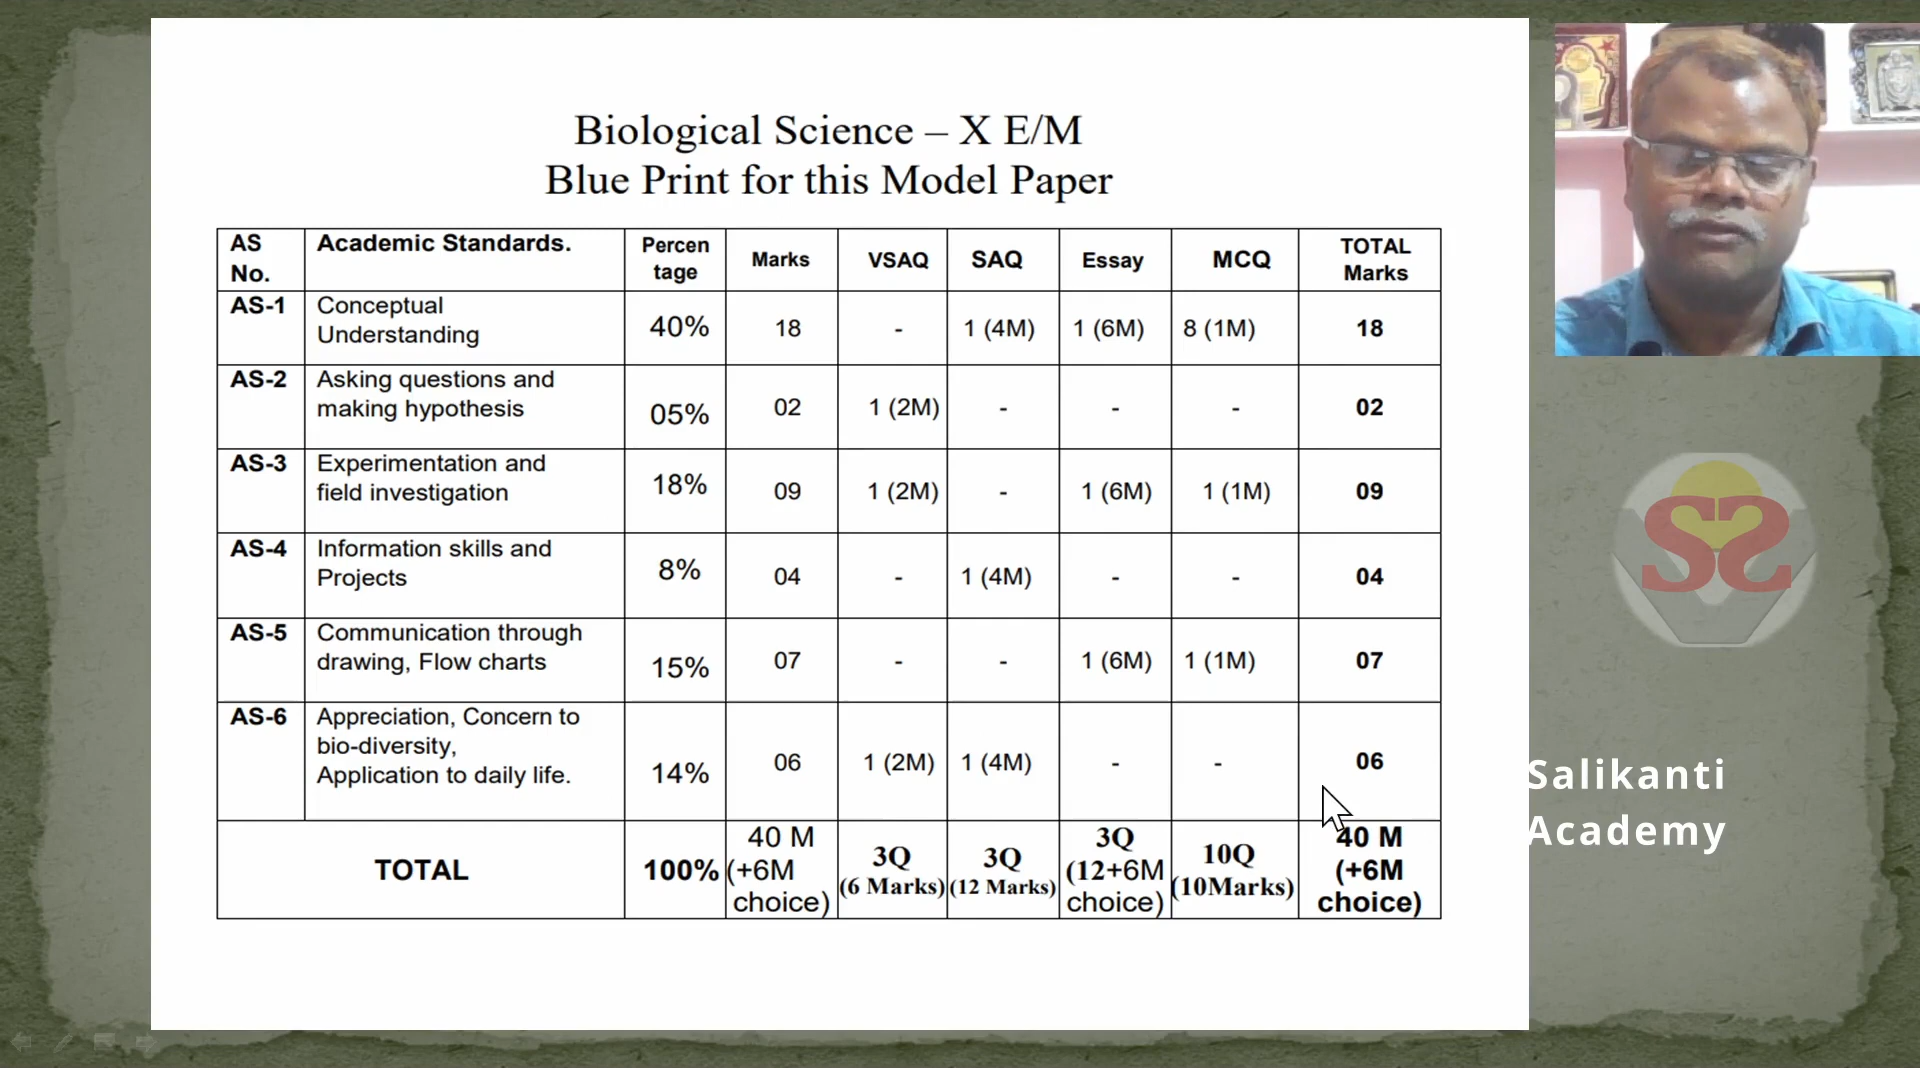 Biological Science – X E/M
Blue Print for this Model Paper
AS No. Academic Standards. Percen tage Marks VSAQ SAQ Essay MCQ TOTAL Marks
AS-1 Conceptual Understanding 40% 18 - 1 (4M) 1 (6M) 8 (1M) 18
AS-2 Asking questions and making hypothesis 05% 02 1 (2M) - - - 02
AS-3 Experimentation and field investigation 18% 09 1 (2M) - 1 (6M) 1 (1M) 09
AS-4 Information skills and Projects 8% 04 - 1 (4M) - - 04
AS-5 Communication through drawing, Flow charts 15% 07 - - 1 (6M) 1 (1M) 07
AS-6 Appreciation, Concern to bio-diversity, Application to daily life. 14% 06 1 (2M) 1 (4M) - - 06
TOTAL 100% 40 M (+6M choice) 3Q (6 Marks) 3Q (12 Marks) 3Q (12+6M choice) 10Q (10Marks) 40 M (+6M choice)
SS
Salikanti
Academy